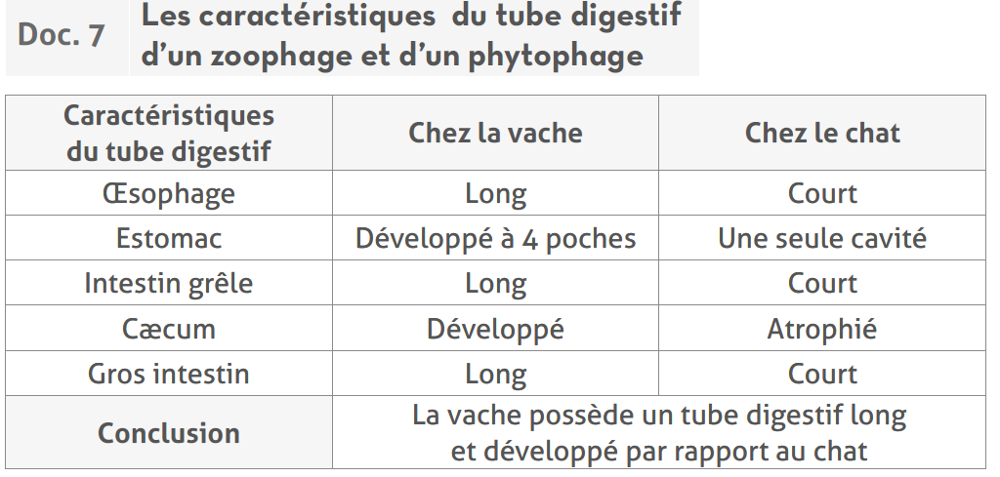 Doc. 7
Les caractéristiques du tube digestif
d'un zoophage et d'un phytophage
Caractéristiques
du tube digestif
Chez la vache
Chez le chat
Œsophage
Long
Court
Estomac
Développé à 4 poches
Une seule cavité
Intestin grêle
Long
Court
Cæcum
Développé
Atrophié
Gros intestin
Long
Court
Conclusion
La vache possède un tube digestif long
et développé par rapport au chat